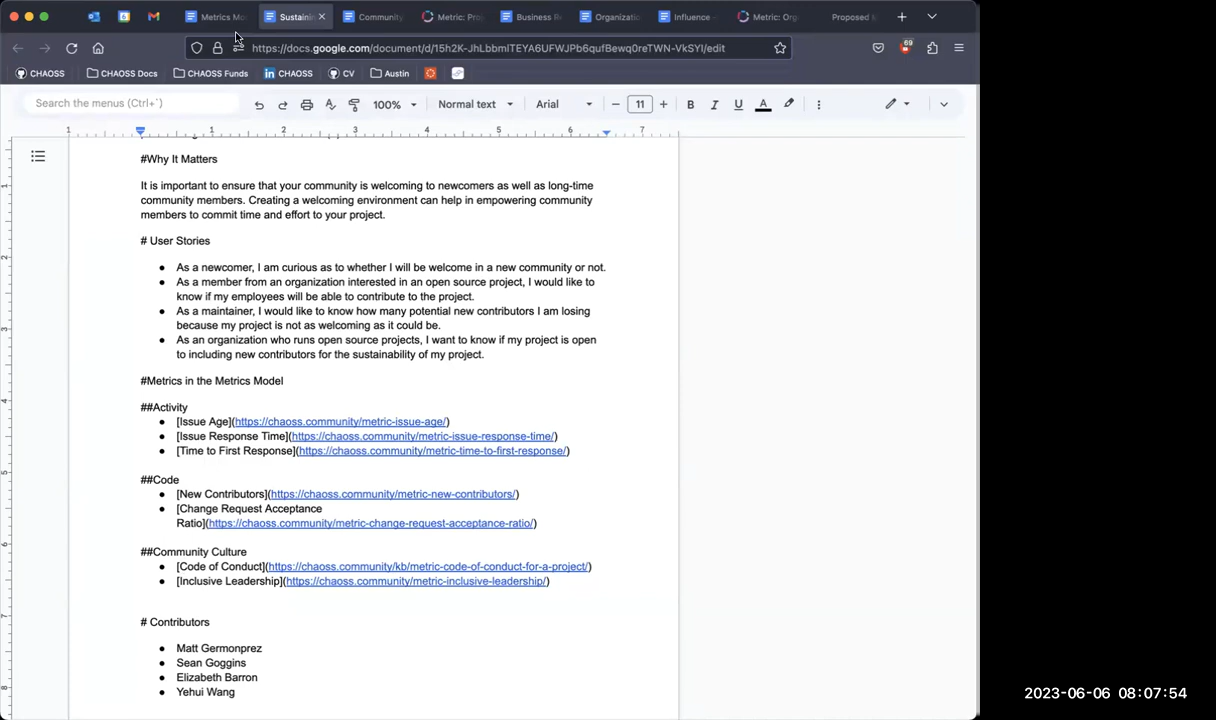 Metrics Mo
Sustain
Community
Metric: Pro
Business R
Organizatio
Influence
Metric: Org
Proposed
https://docs.google.com/document/d/15h2K-JhLbbmITEYA6UFWJPb6qufBewq0reTWN-VkSYI/edit
69
CHAOSS
CHAOSS Docs
CHAOSS Funds
CHAOSS
CV
Austin
Search the menus (Ctrl+`)
100%
Normal text
Arial
11
B I U A
1 1 2 3 4 5 6 7
#Why It Matters
It is important to ensure that your community is welcoming to newcomers as well as long-time
community members. Creating a welcoming environment can help in empowering community
members to commit time and effort to your project.
# User Stories
● As a newcomer, I am curious as to whether I will be welcome in a new community or not.
● As a member from an organization interested in an open source project, I would like to
know if my employees will be able to contribute to the project.
● As a maintainer, I would like to know how many potential new contributors I am losing
because my project is not as welcoming as it could be.
● As an organization who runs open source projects, I want to know if my project is open
to including new contributors for the sustainability of my project.
#Metrics in the Metrics Model
##Activity
● [Issue Age](https://chaoss.community/metric-issue-age/)
● [Issue Response Time](https://chaoss.community/metric-issue-response-time/)
● [Time to First Response](https://chaoss.community/metric-time-to-first-response/)
##Code
● [New Contributors](https://chaoss.community/metric-new-contributors/)
● [Change Request Acceptance
Ratio](https://chaoss.community/metric-change-request-acceptance-ratio/)
##Community Culture
● [Code of Conduct](https://chaoss.community/kb/metric-code-of-conduct-for-a-project/)
● [Inclusive Leadership](https://chaoss.community/metric-inclusive-leadership/)
# Contributors
● Matt Germonprez
● Sean Goggins
● Elizabeth Barron
● Yehui Wang
2023-06-06 08:07:54